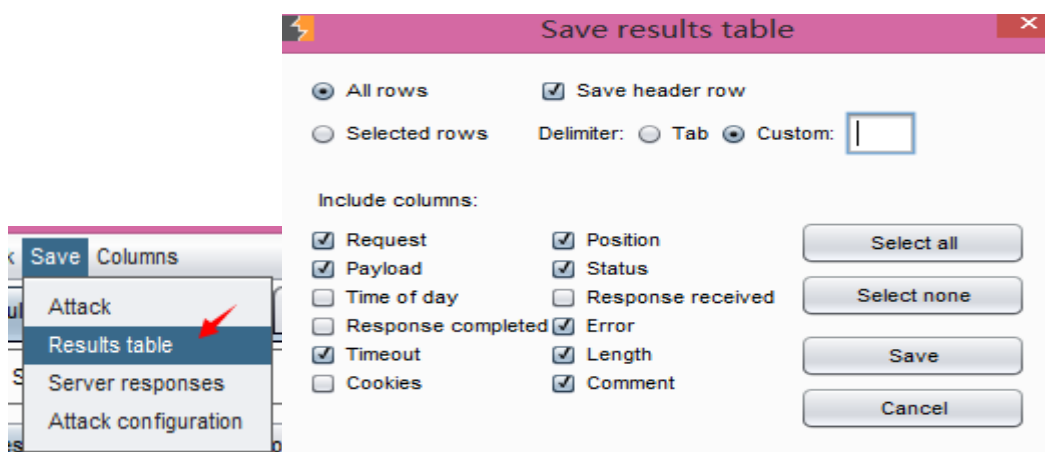 Save results table
All rows Save header row
Selected rows Delimiter: Tab Custom:
Include columns:
Request Position
Payload Status
Time of day Response received
Response completed Error
Timeout Length
Cookies Comment
Select all
Select none
Save
Cancel
Save Columns
Attack
Results table
Server responses
Attack configuration